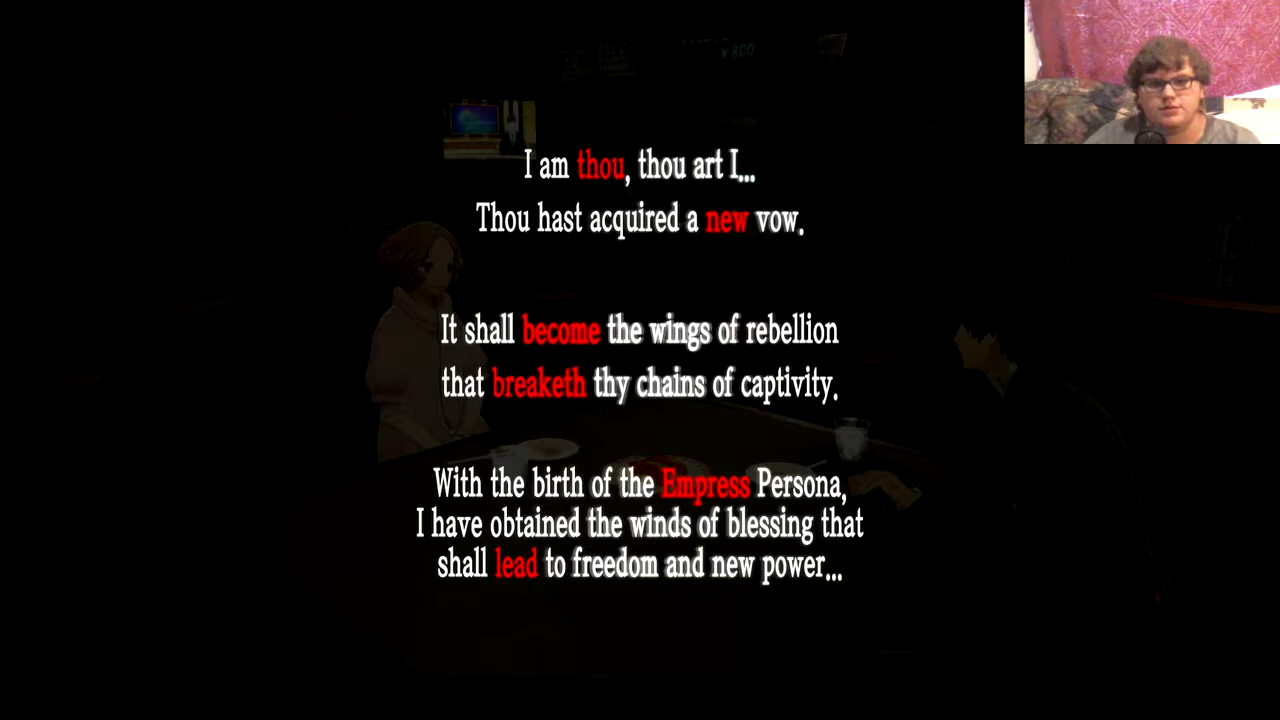 ¥800
I am thou, thou art I...
Thou hast acquired a new vow.
It shall become the wings of rebellion
that breaketh thy chains of captivity.
With the birth of the Empress Persona,
I have obtained the winds of blessing that
shall lead to freedom and new power...